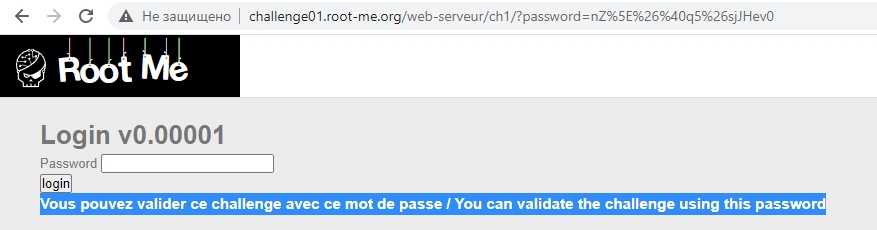 Не защищено challenge01.root-me.org/web-serveur/ch1/?password=nZ%5E%26%40q5%26sjJHev0
Root Me
Login v0.00001
Password
login
Vous pouvez valider ce challenge avec ce mot de passe / You can validate the challenge using this password